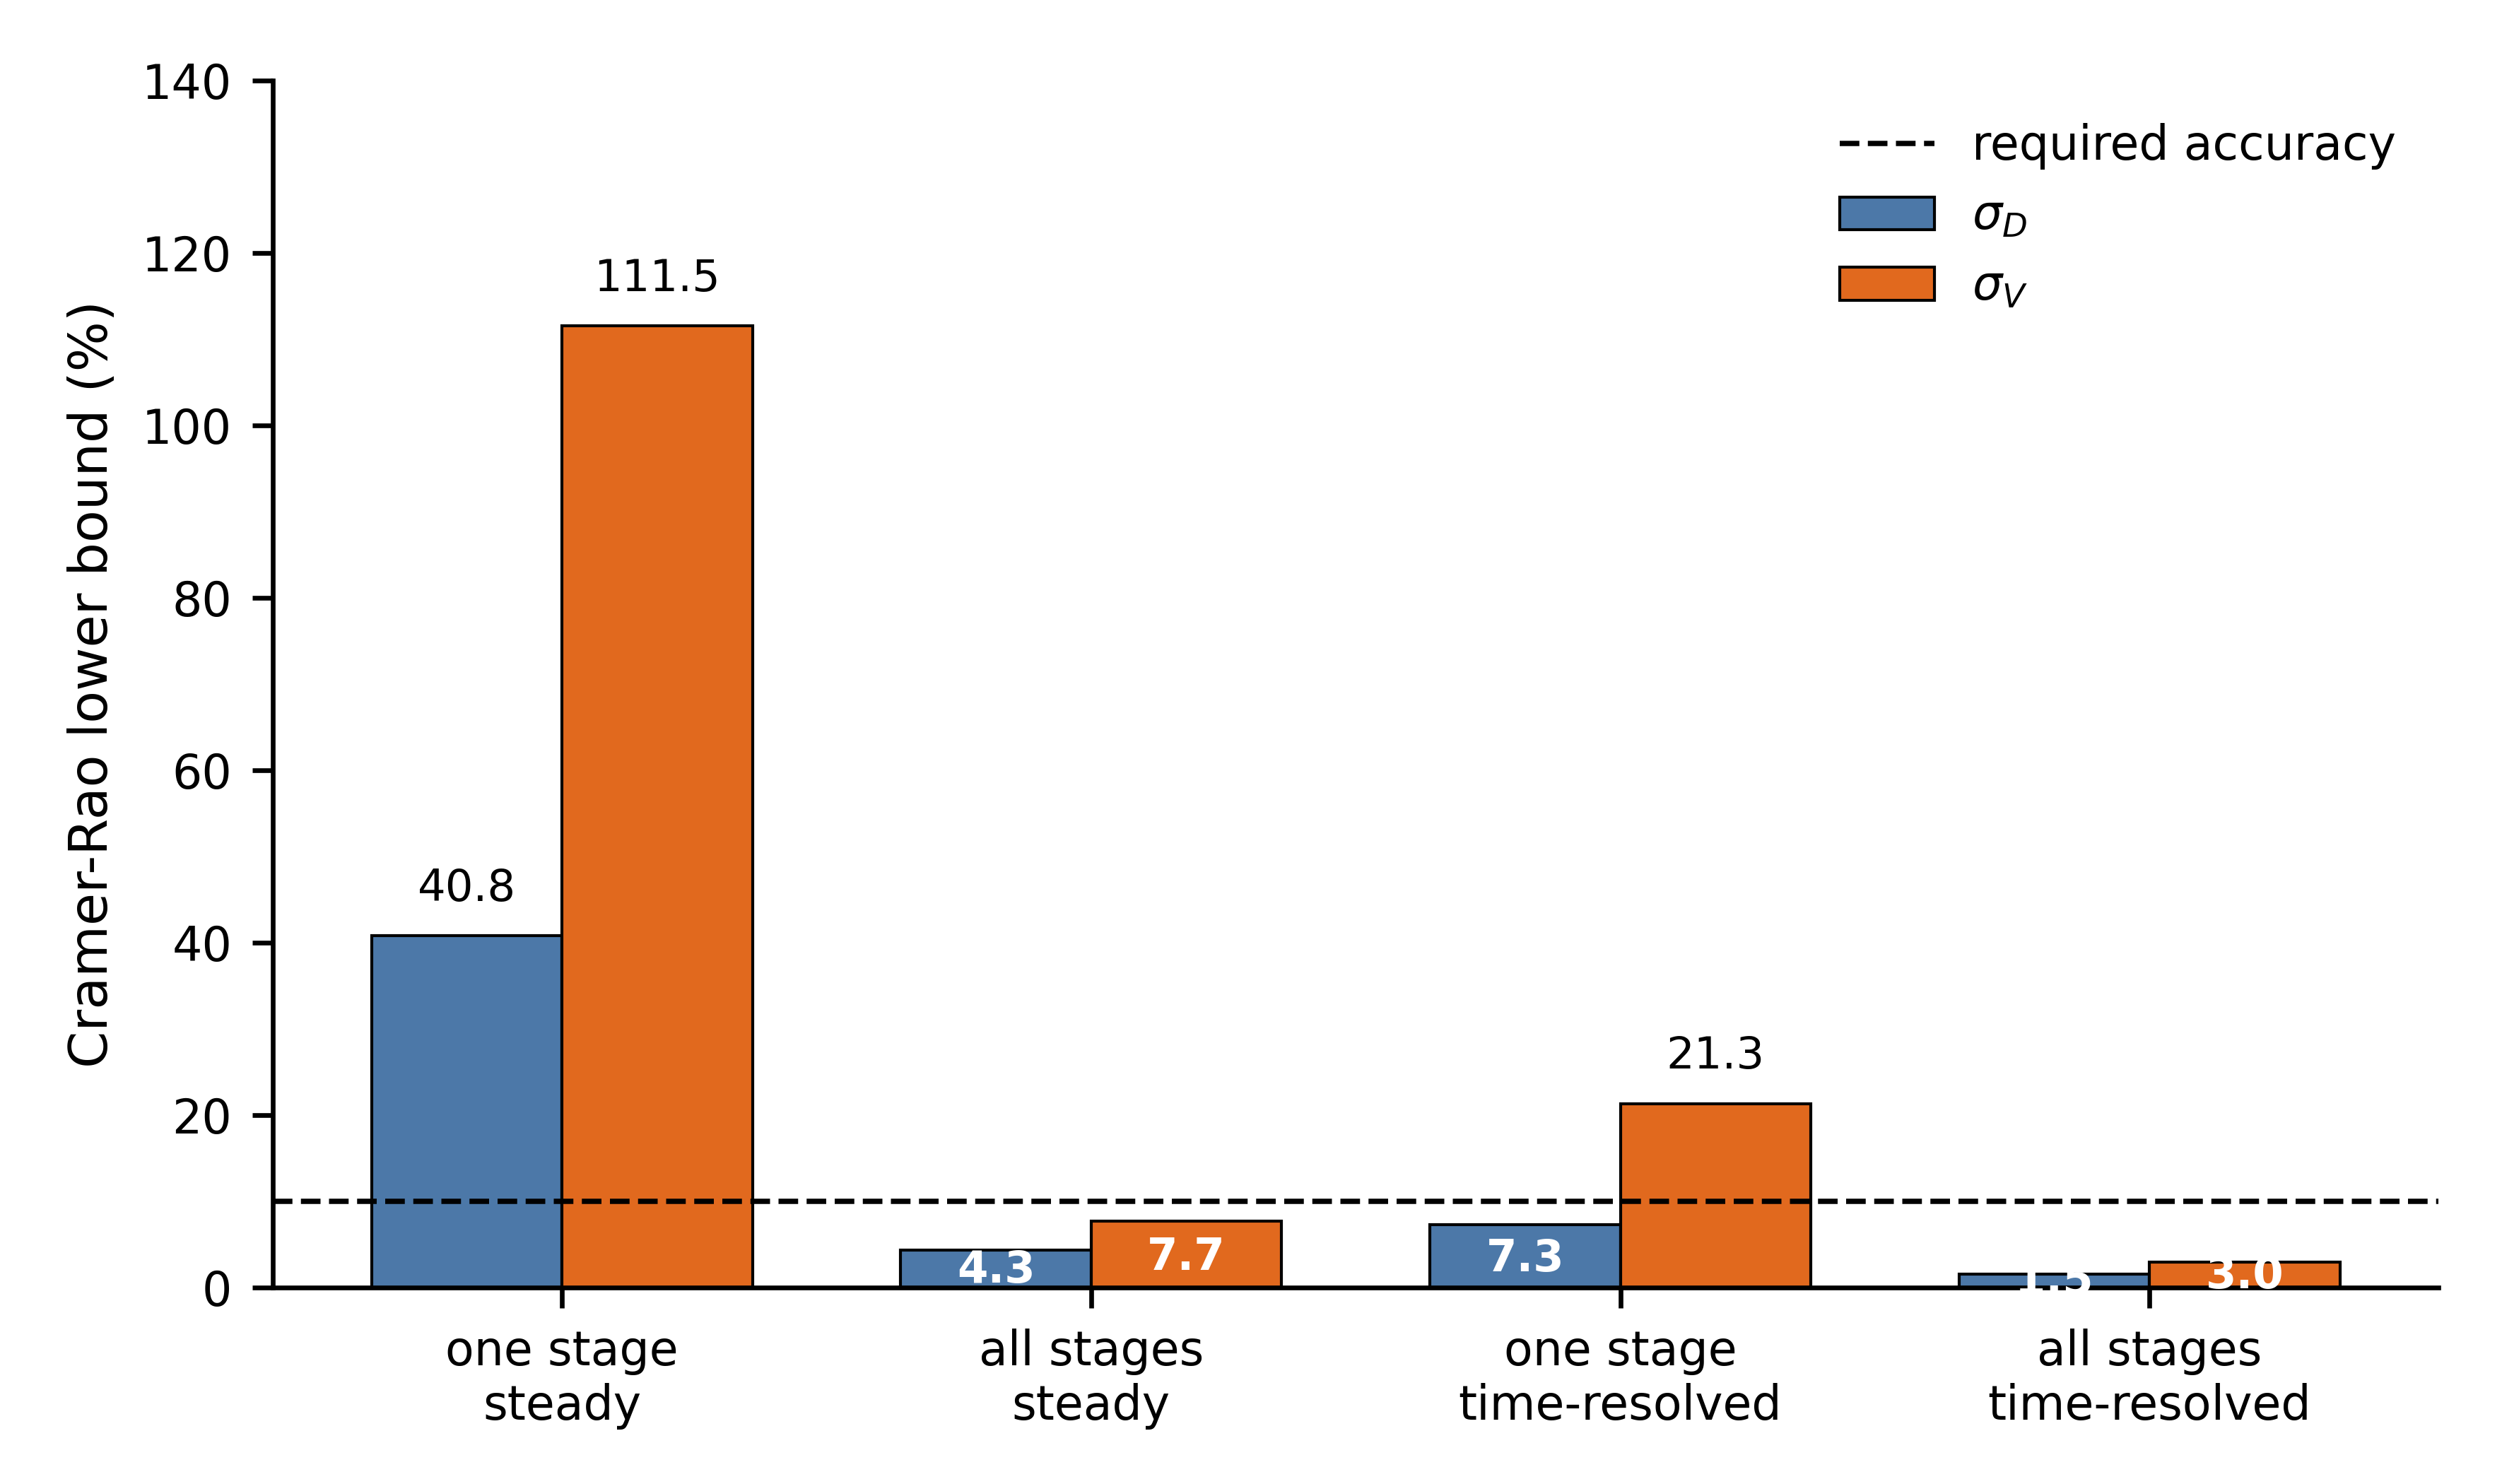 140
120
100
80
60
40
20
0
Cramer-Rao lower bound (%)
required accuracy
σ_D
σ_V
40.8
111.5
4.3
7.7
7.3
21.3
3.0
one stage
steady
all stages
steady
one stage
time-resolved
all stages
time-resolved